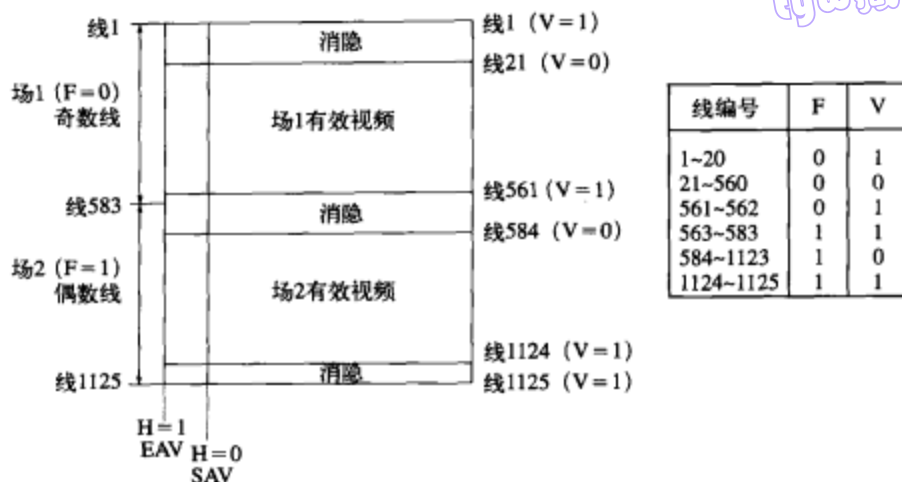 线1
线1 (V=1)
消隐
线21 (V=0)
场1 (F=0)
奇数线
场1有效视频
线583
线561 (V=1)
消隐
线584 (V=0)
场2 (F=1)
偶数线
场2有效视频
线1124 (V=1)
消隐
线1125
线1125 (V=1)
H=1
EAV
H=0
SAV
线编号 F V
1~20 0 1
21~560 0 0
561~562 0 1
563~583 1 1
584~1123 1 0
1124~1125 1 1